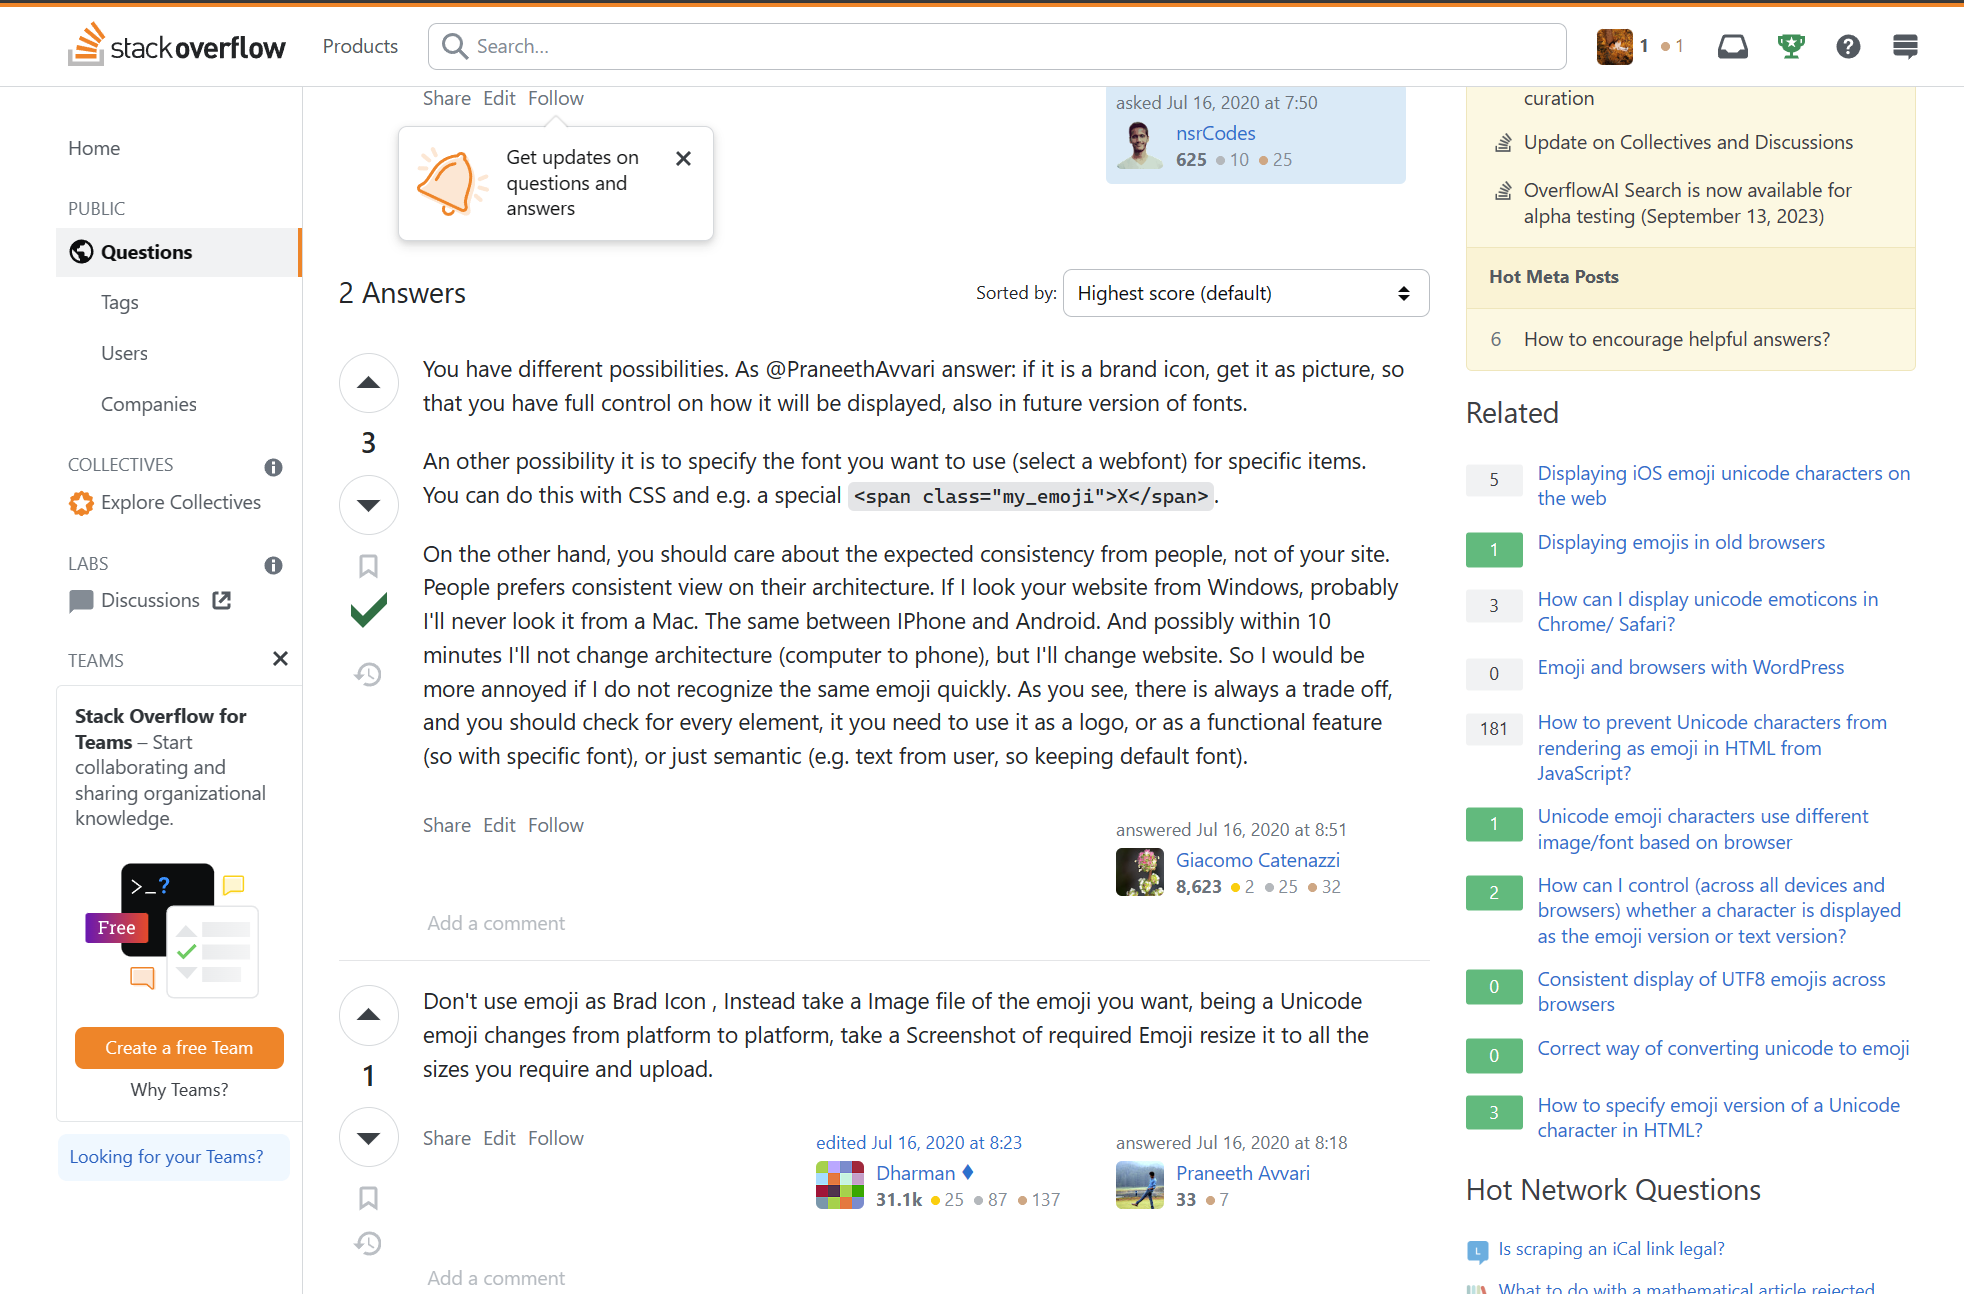 stackoverflow
Products
Search...
1 1
Home
PUBLIC
Questions
Tags
Users
Companies
COLLECTIVES
Explore Collectives
LABS
Discussions
TEAMS
Stack Overflow for
Teams – Start
collaborating and
sharing organizational
knowledge.
>_?
Free
Create a free Team
Why Teams?
Looking for your Teams?
Share Edit Follow
Get updates on
questions and
answers
asked Jul 16, 2020 at 7:50
nsrCodes
625 10 25
2 Answers
Sorted by:
Highest score (default)
3
You have different possibilities. As @PraneethAvvari answer: if it is a brand icon, get it as picture, so
that you have full control on how it will be displayed, also in future version of fonts.
An other possibility it is to specify the font you want to use (select a webfont) for specific items.
You can do this with CSS and e.g. a special <span class="my_emoji">X</span>.
On the other hand, you should care about the expected consistency from people, not of your site.
People prefers consistent view on their architecture. If I look your website from Windows, probably
I'll never look it from a Mac. The same between IPhone and Android. And possibly within 10
minutes I'll not change architecture (computer to phone), but I'll change website. So I would be
more annoyed if I do not recognize the same emoji quickly. As you see, there is always a trade off,
and you should check for every element, it you need to use it as a logo, or as a functional feature
(so with specific font), or just semantic (e.g. text from user, so keeping default font).
Share Edit Follow
answered Jul 16, 2020 at 8:51
Giacomo Catenazzi
8,623 2 25 32
Add a comment
1
Don't use emoji as Brad Icon , Instead take a Image file of the emoji you want, being a Unicode
emoji changes from platform to platform, take a Screenshot of required Emoji resize it to all the
sizes you require and upload.
Share Edit Follow
edited Jul 16, 2020 at 8:23
Dharman ♦
31.1k 25 87 137
answered Jul 16, 2020 at 8:18
Praneeth Avvari
33 7
Add a comment
curation
Update on Collectives and Discussions
OverflowAI Search is now available for
alpha testing (September 13, 2023)
Hot Meta Posts
6 How to encourage helpful answers?
Related
5 Displaying iOS emoji unicode characters on
the web
1 Displaying emojis in old browsers
3 How can I display unicode emoticons in
Chrome/ Safari?
0 Emoji and browsers with WordPress
181 How to prevent Unicode characters from
rendering as emoji in HTML from
JavaScript?
1 Unicode emoji characters use different
image/font based on browser
2 How can I control (across all devices and
browsers) whether a character is displayed
as the emoji version or text version?
0 Consistent display of UTF8 emojis across
browsers
0 Correct way of converting unicode to emoji
3 How to specify emoji version of a Unicode
character in HTML?
Hot Network Questions
L Is scraping an iCal link legal?
What to do with a mathematical article rejected